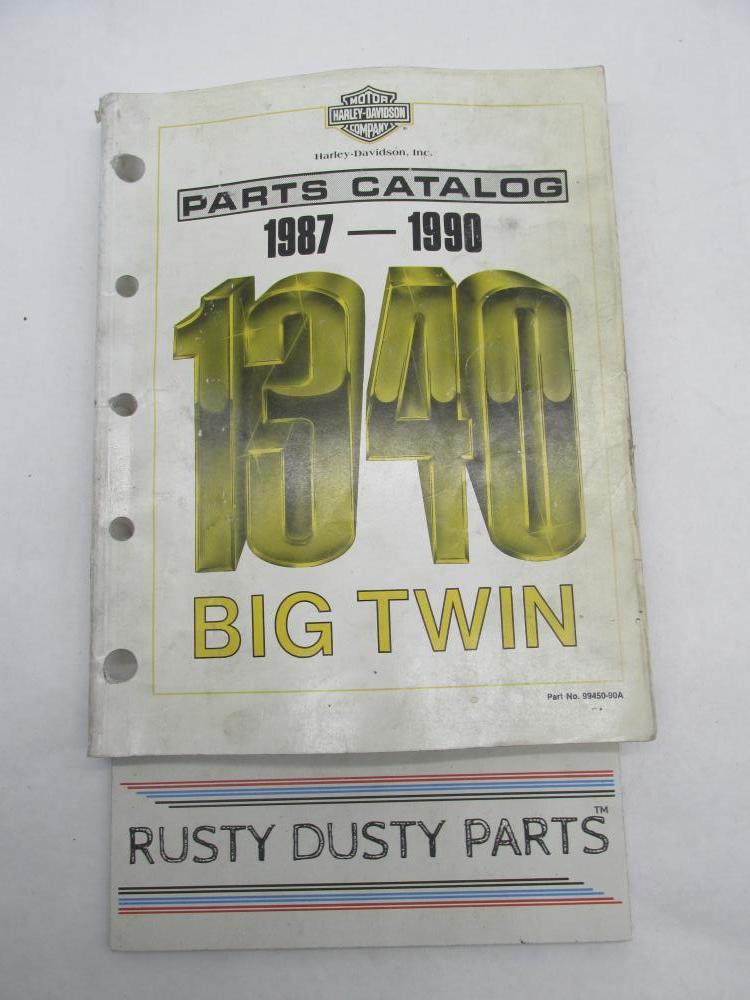 MOTOR
HARLEY-DAVIDSON
COMPANY
Harley-Davidson, Inc.
PARTS CATALOG
1987 — 1990
1340
BIG TWIN
Part No. 99450-90A
RUSTY DUSTY PARTS™